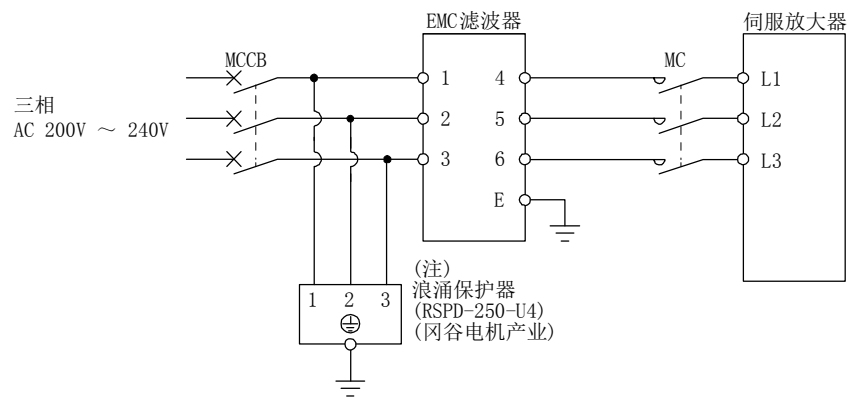 EMC滤波器
伺服放大器
MCCB
MC
1 4
L1
三相
AC 200V ～ 240V
2 5
L2
3 6
L3
E
(注)
浪涌保护器
(RSPD-250-U4)
(冈谷电机产业)
1 2 3